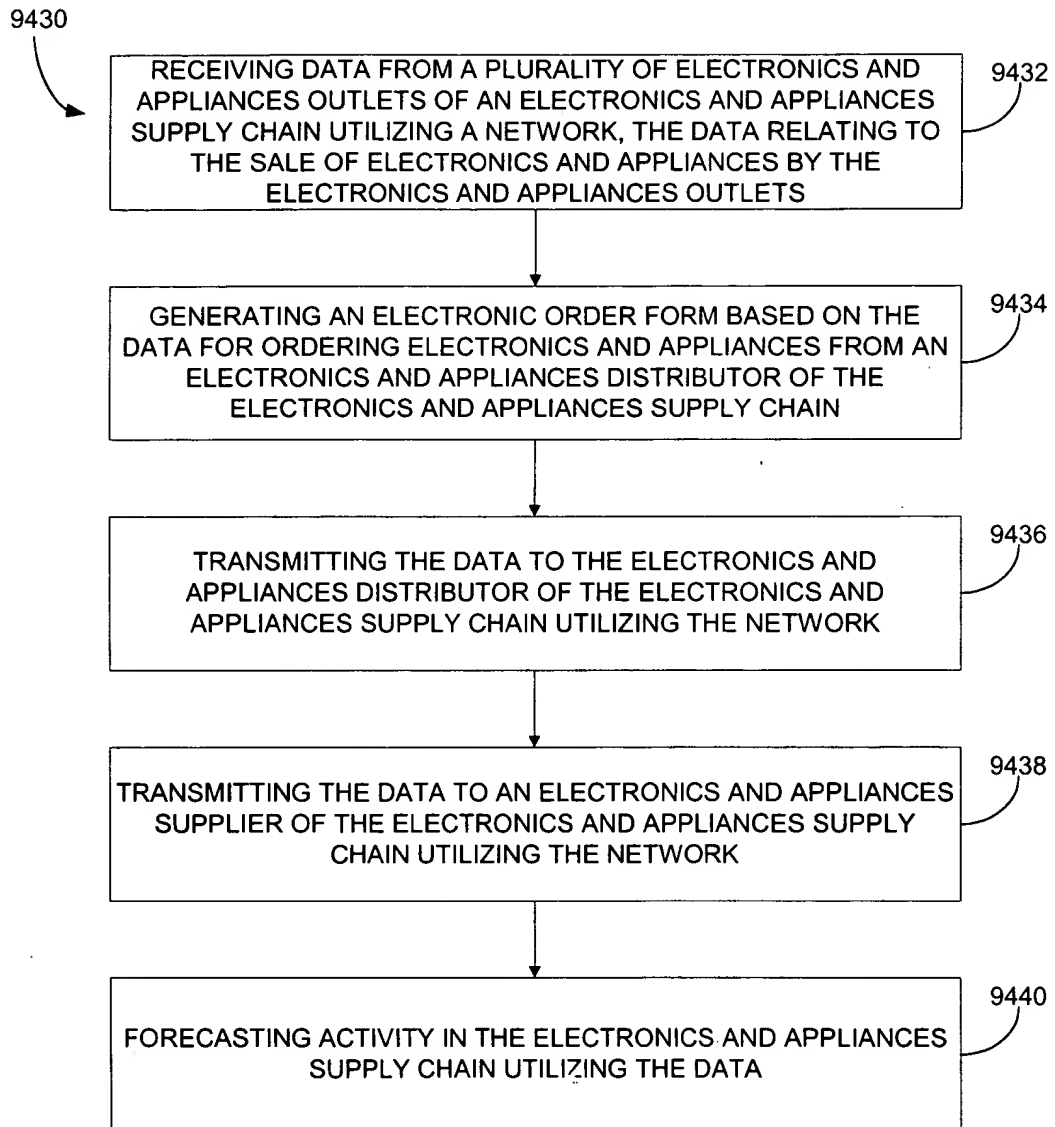 9430
RECEIVING DATA FROM A PLURALITY OF ELECTRONICS AND
APPLIANCES OUTLETS OF AN ELECTRONICS AND APPLIANCES
SUPPLY CHAIN UTILIZING A NETWORK, THE DATA RELATING TO
THE SALE OF ELECTRONICS AND APPLIANCES BY THE
ELECTRONICS AND APPLIANCES OUTLETS
9432
GENERATING AN ELECTRONIC ORDER FORM BASED ON THE
DATA FOR ORDERING ELECTRONICS AND APPLIANCES FROM AN
ELECTRONICS AND APPLIANCES DISTRIBUTOR OF THE
ELECTRONICS AND APPLIANCES SUPPLY CHAIN
9434
TRANSMITTING THE DATA TO THE ELECTRONICS AND
APPLIANCES DISTRIBUTOR OF THE ELECTRONICS AND
APPLIANCES SUPPLY CHAIN UTILIZING THE NETWORK
9436
TRANSMITTING THE DATA TO AN ELECTRONICS AND APPLIANCES
SUPPLIER OF THE ELECTRONICS AND APPLIANCES SUPPLY
CHAIN UTILIZING THE NETWORK
9438
FORECASTING ACTIVITY IN THE ELECTRONICS AND APPLIANCES
SUPPLY CHAIN UTILIZING THE DATA
9440